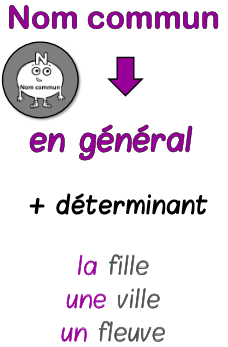 Nom commun
N
Nom commun
en général
+ déterminant
la fille
une ville
un fleuve